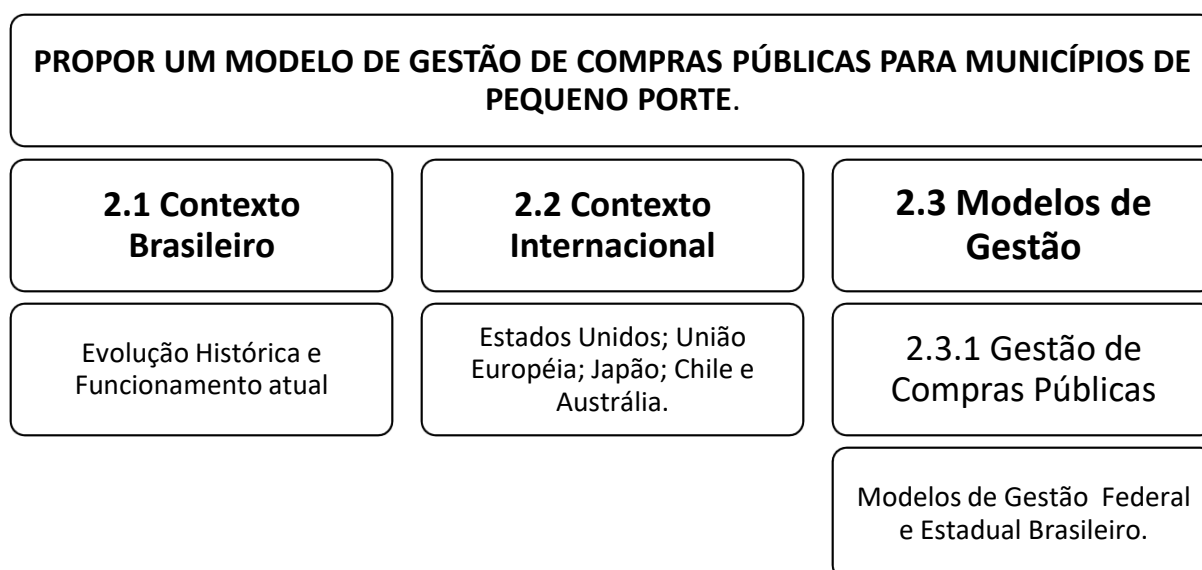 PROPOR UM MODELO DE GESTÃO DE COMPRAS PÚBLICAS PARA MUNICÍPIOS DE
PEQUENO PORTE.
2.1 Contexto
Brasileiro
Evolução Histórica e
Funcionamento atual
2.2 Contexto
Internacional
Estados Unidos; União
Européia; Japão; Chile e
Austrália.
2.3 Modelos de
Gestão
2.3.1 Gestão de
Compras Públicas
Modelos de Gestão Federal
e Estadual Brasileiro.